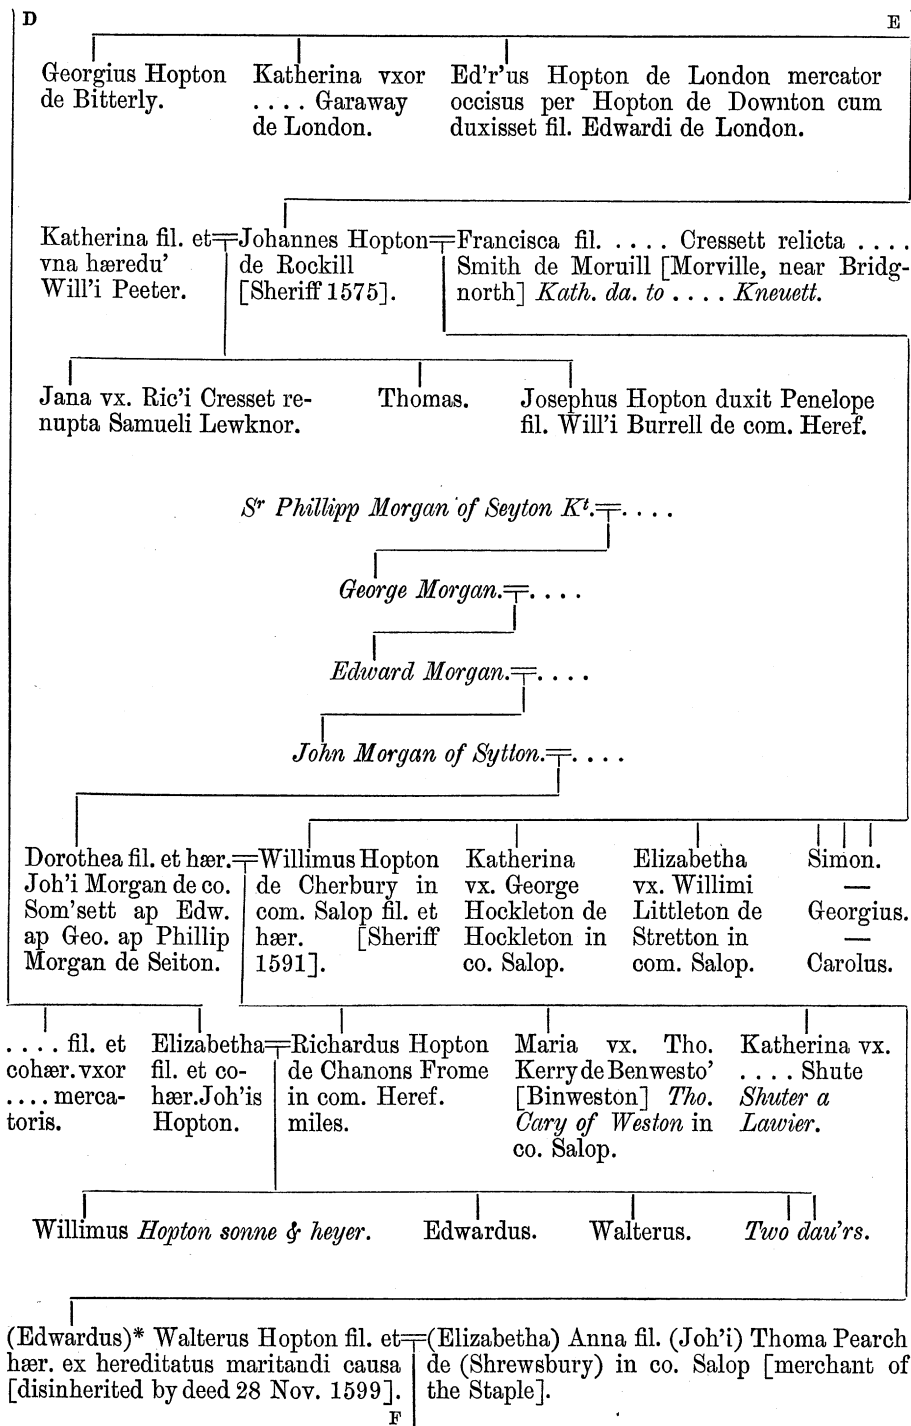 D E
Georgius Hopton
de Bitterly.
Katherina vxor
. . . . Garaway
de London.
Ed'r'us Hopton de London mercator
occisus per Hopton de Downton cum
duxisset fil. Edwardi de London.
Katherina fil. et
vna hæredu'
Will'i Peeter.
Johannes Hopton
de Rockill
[Sheriff 1575].
Francisca fil. . . . . Cressett relicta . . . .
Smith de Moruill [Morville, near Bridg-
north] Kath. da. to . . . . Kneuett.
Jana vx. Ric'i Cresset re-
nupta Samueli Lewknor.
Thomas.
Josephus Hopton duxit Penelope
fil. Will'i Burrell de com. Heref.
Sr Phillipp Morgan of Seyton Kt. . . . .
George Morgan. . . . .
Edward Morgan. . . . .
John Morgan of Sytton. . . . .
Dorothea fil. et hær.
Joh'i Morgan de co.
Som'sett ap Edw.
ap Geo. ap Phillip
Morgan de Seiton.
Willimus Hopton
de Cherbury in
com. Salop fil. et
hær. [Sheriff
1591].
Katherina
vx. George
Hockleton de
Hockleton in
co. Salop.
Elizabetha
vx. Willimi
Littleton de
Stretton in
com. Salop.
Simon.
—
Georgius.
—
Carolus.
. . . . fil. et
cohær. vxor
. . . . merca-
toris.
Elizabetha
fil. et co-
hær. Joh'is
Hopton.
Richardus Hopton
de Chanons Frome
in com. Heref.
miles.
Maria vx. Tho.
Kerry de Benwesto'
[Binweston] Tho.
Cary of Weston in
co. Salop.
Katherina vx.
. . . . Shute
Shuter a
Lawier.
Willimus Hopton sonne & heyer.
Edwardus.
Walterus.
Two dau'rs.
(Edwardus)* Walterus Hopton fil. et
hær. ex hereditatus maritandi causa
[disinherited by deed 28 Nov. 1599].
(Elizabetha) Anna fil. (Joh'i) Thoma Pearch
de (Shrewsbury) in co. Salop [merchant of
the Staple].
F